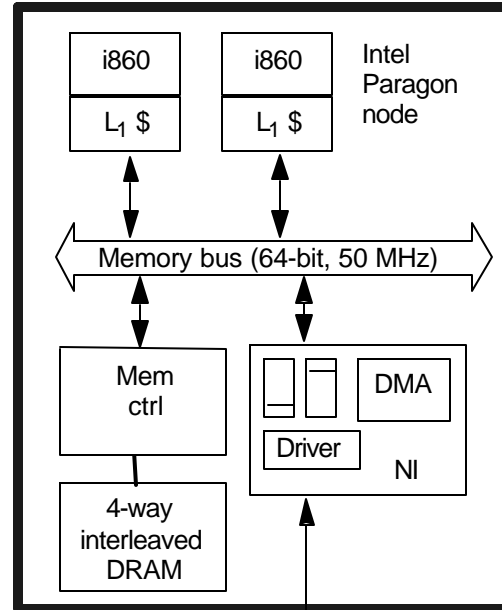 i860
i860
Intel
Paragon
node
L1 $
L1 $
Memory bus (64-bit, 50 MHz)
Mem
ctrl
DMA
Driver
NI
4-way
interleaved
DRAM